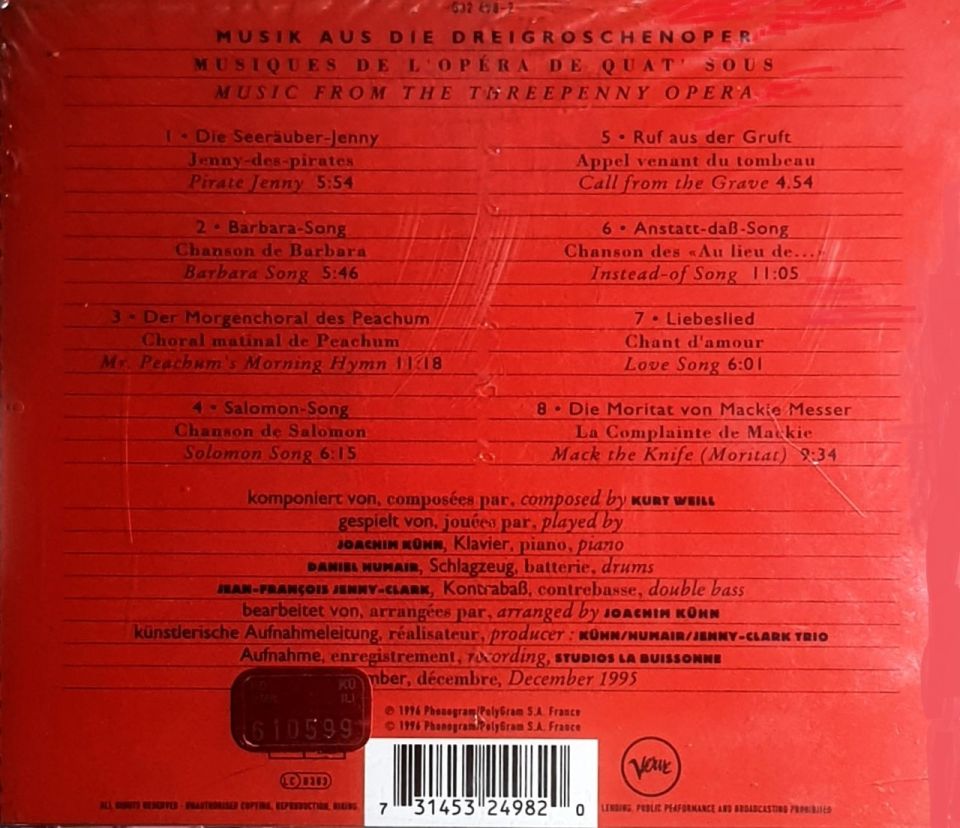 MUSIK AUS DIE DREIGROSCHENOPER
MUSIQUES DE L'OPÉRA DE QUAT' SOUS
MUSIC FROM THE THREEPENNY OPERA
1 • Die Seeräuber-Jenny
Jenny-des-pirates
Pirate Jenny 5:54
2 • Barbara-Song
Chanson de Barbara
Barbara Song 5:46
3 • Der Morgenchoral des Peachum
Choral matinal de Peachum
Mr. Peachum's Morning Hymn 11:18
4 • Salomon-Song
Chanson de Salomon
Solomon Song 6:15
5 • Ruf aus der Gruft
Appel venant du tombeau
Call from the Grave 4.54
6 • Anstatt-daß-Song
Chanson des «Au lieu de...»
Instead-of Song 11:05
7 • Liebeslied
Chant d'amour
Love Song 6:01
8 • Die Moritat von Mackie Messer
La Complainte de Mackie
Mack the Knife (Moritat) 9:34
komponiert von, composées par, composed by KURT WEILL
gespielt von, jouées par, played by
JOACHIM KÜHN, Klavier, piano, piano
DANIEL HUMAIR, Schlagzeug, batterie, drums
JEAN-FRANÇOIS JENNY-CLARK, Kontrabaß, contrebasse, double bass
bearbeitet von, arrangées par, arranged by JOACHIM KÜHN
künstlerische Aufnahmeleitung, réalisateur, producer : KÜHN/HUMAIR/JENNY-CLARK TRIO
Aufnahme, enregistrement, recording, STUDIOS LA BUISSONNE
mber, décembre, December 1995
℗ 1996 Phonogram/PolyGram S.A. France
© 1996 Phonogram/PolyGram S.A. France
610599
LC 0383
Verve
7 31453 24982 0
ALL RIGHTS RESERVED - UNAUTHORISED COPYING, REPRODUCTION, HIRING, LENDING, PUBLIC PERFORMANCE AND BROADCASTING PROHIBITED